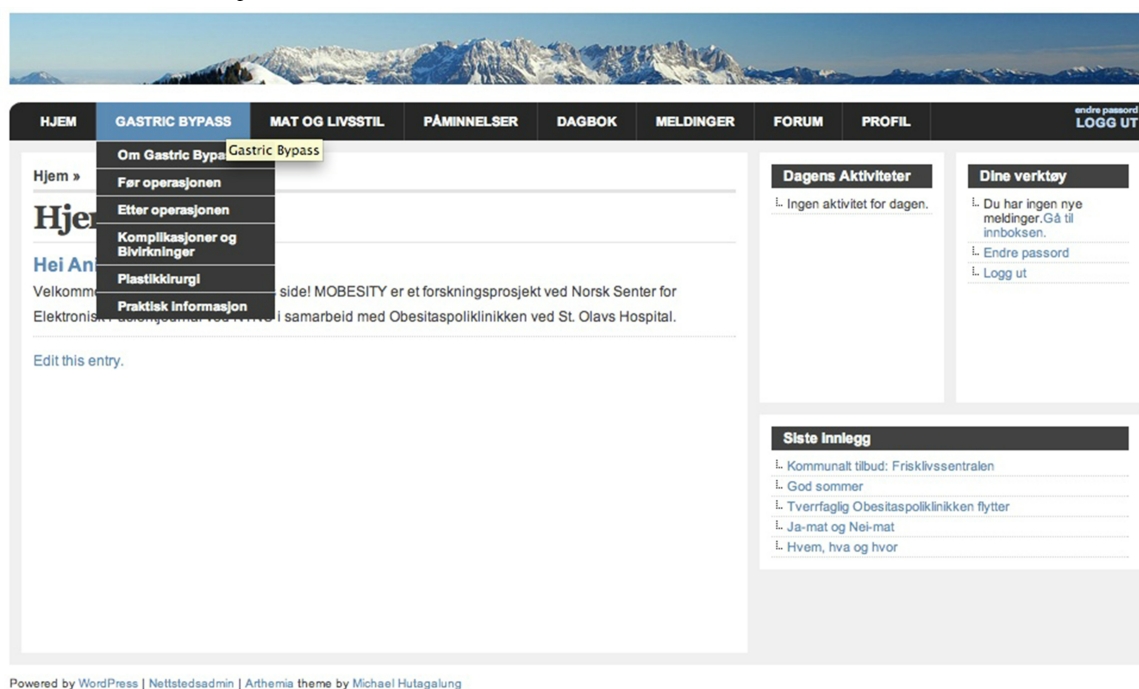 HJEM GASTRIC BYPASS MAT OG LIVSSTIL PÅMINNELSER DAGBOK MELDINGER FORUM PROFIL
endre passord
LOGG UT
Om Gastric Bypa
Gastric Bypass
Før operasjonen
Etter operasjonen
Komplikasjoner og
Bivirkninger
Plastikkirurgi
Praktisk informasjon
Hjem »
Hje
Hei An
Velkomm side! MOBESITY er et forskningsprosjekt ved Norsk Senter for
Elektronis i samarbeid med Obesitaspoliklinikken ved St. Olavs Hospital.
Edit this entry.
Dagens Aktiviteter
Ingen aktivitet for dagen.
Dine verktøy
Du har ingen nye
meldinger.Gå til
innboksen.
Endre passord
Logg ut
Siste innlegg
Kommunalt tilbud: Frisklivssentralen
God sommer
Tverrfaglig Obesitaspoliklinikken flytter
Ja-mat og Nei-mat
Hvem, hva og hvor
Powered by WordPress | Nettstedsadmin | Arthemia theme by Michael Hutagalung